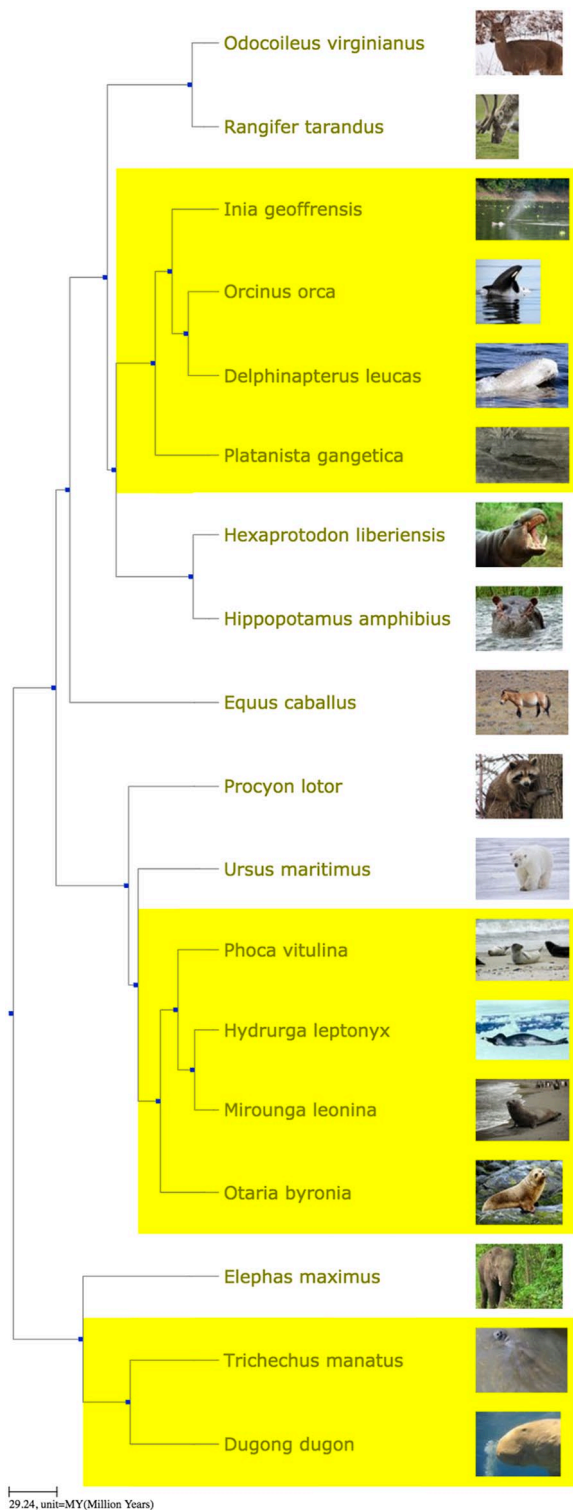 Odocoileus virginianus
Rangifer tarandus
Inia geoffrensis
Orcinus orca
Delphinapterus leucas
Platanista gangetica
Hexaprotodon liberiensis
Hippopotamus amphibius
Equus caballus
Procyon lotor
Ursus maritimus
Phoca vitulina
Hydrurga leptonyx
Mirounga leonina
Otaria byronia
Elephas maximus
Trichechus manatus
Dugong dugon
29.24, unit=MY(Million Years)